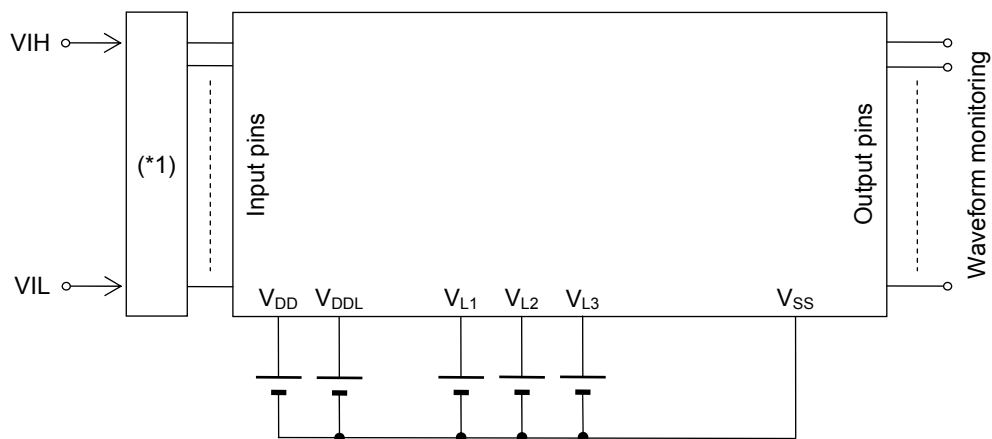 VIH
(*1)
VIL
Input pins
Output pins
Waveform monitoring
VDD VDDL VL1 VL2 VL3 VSS